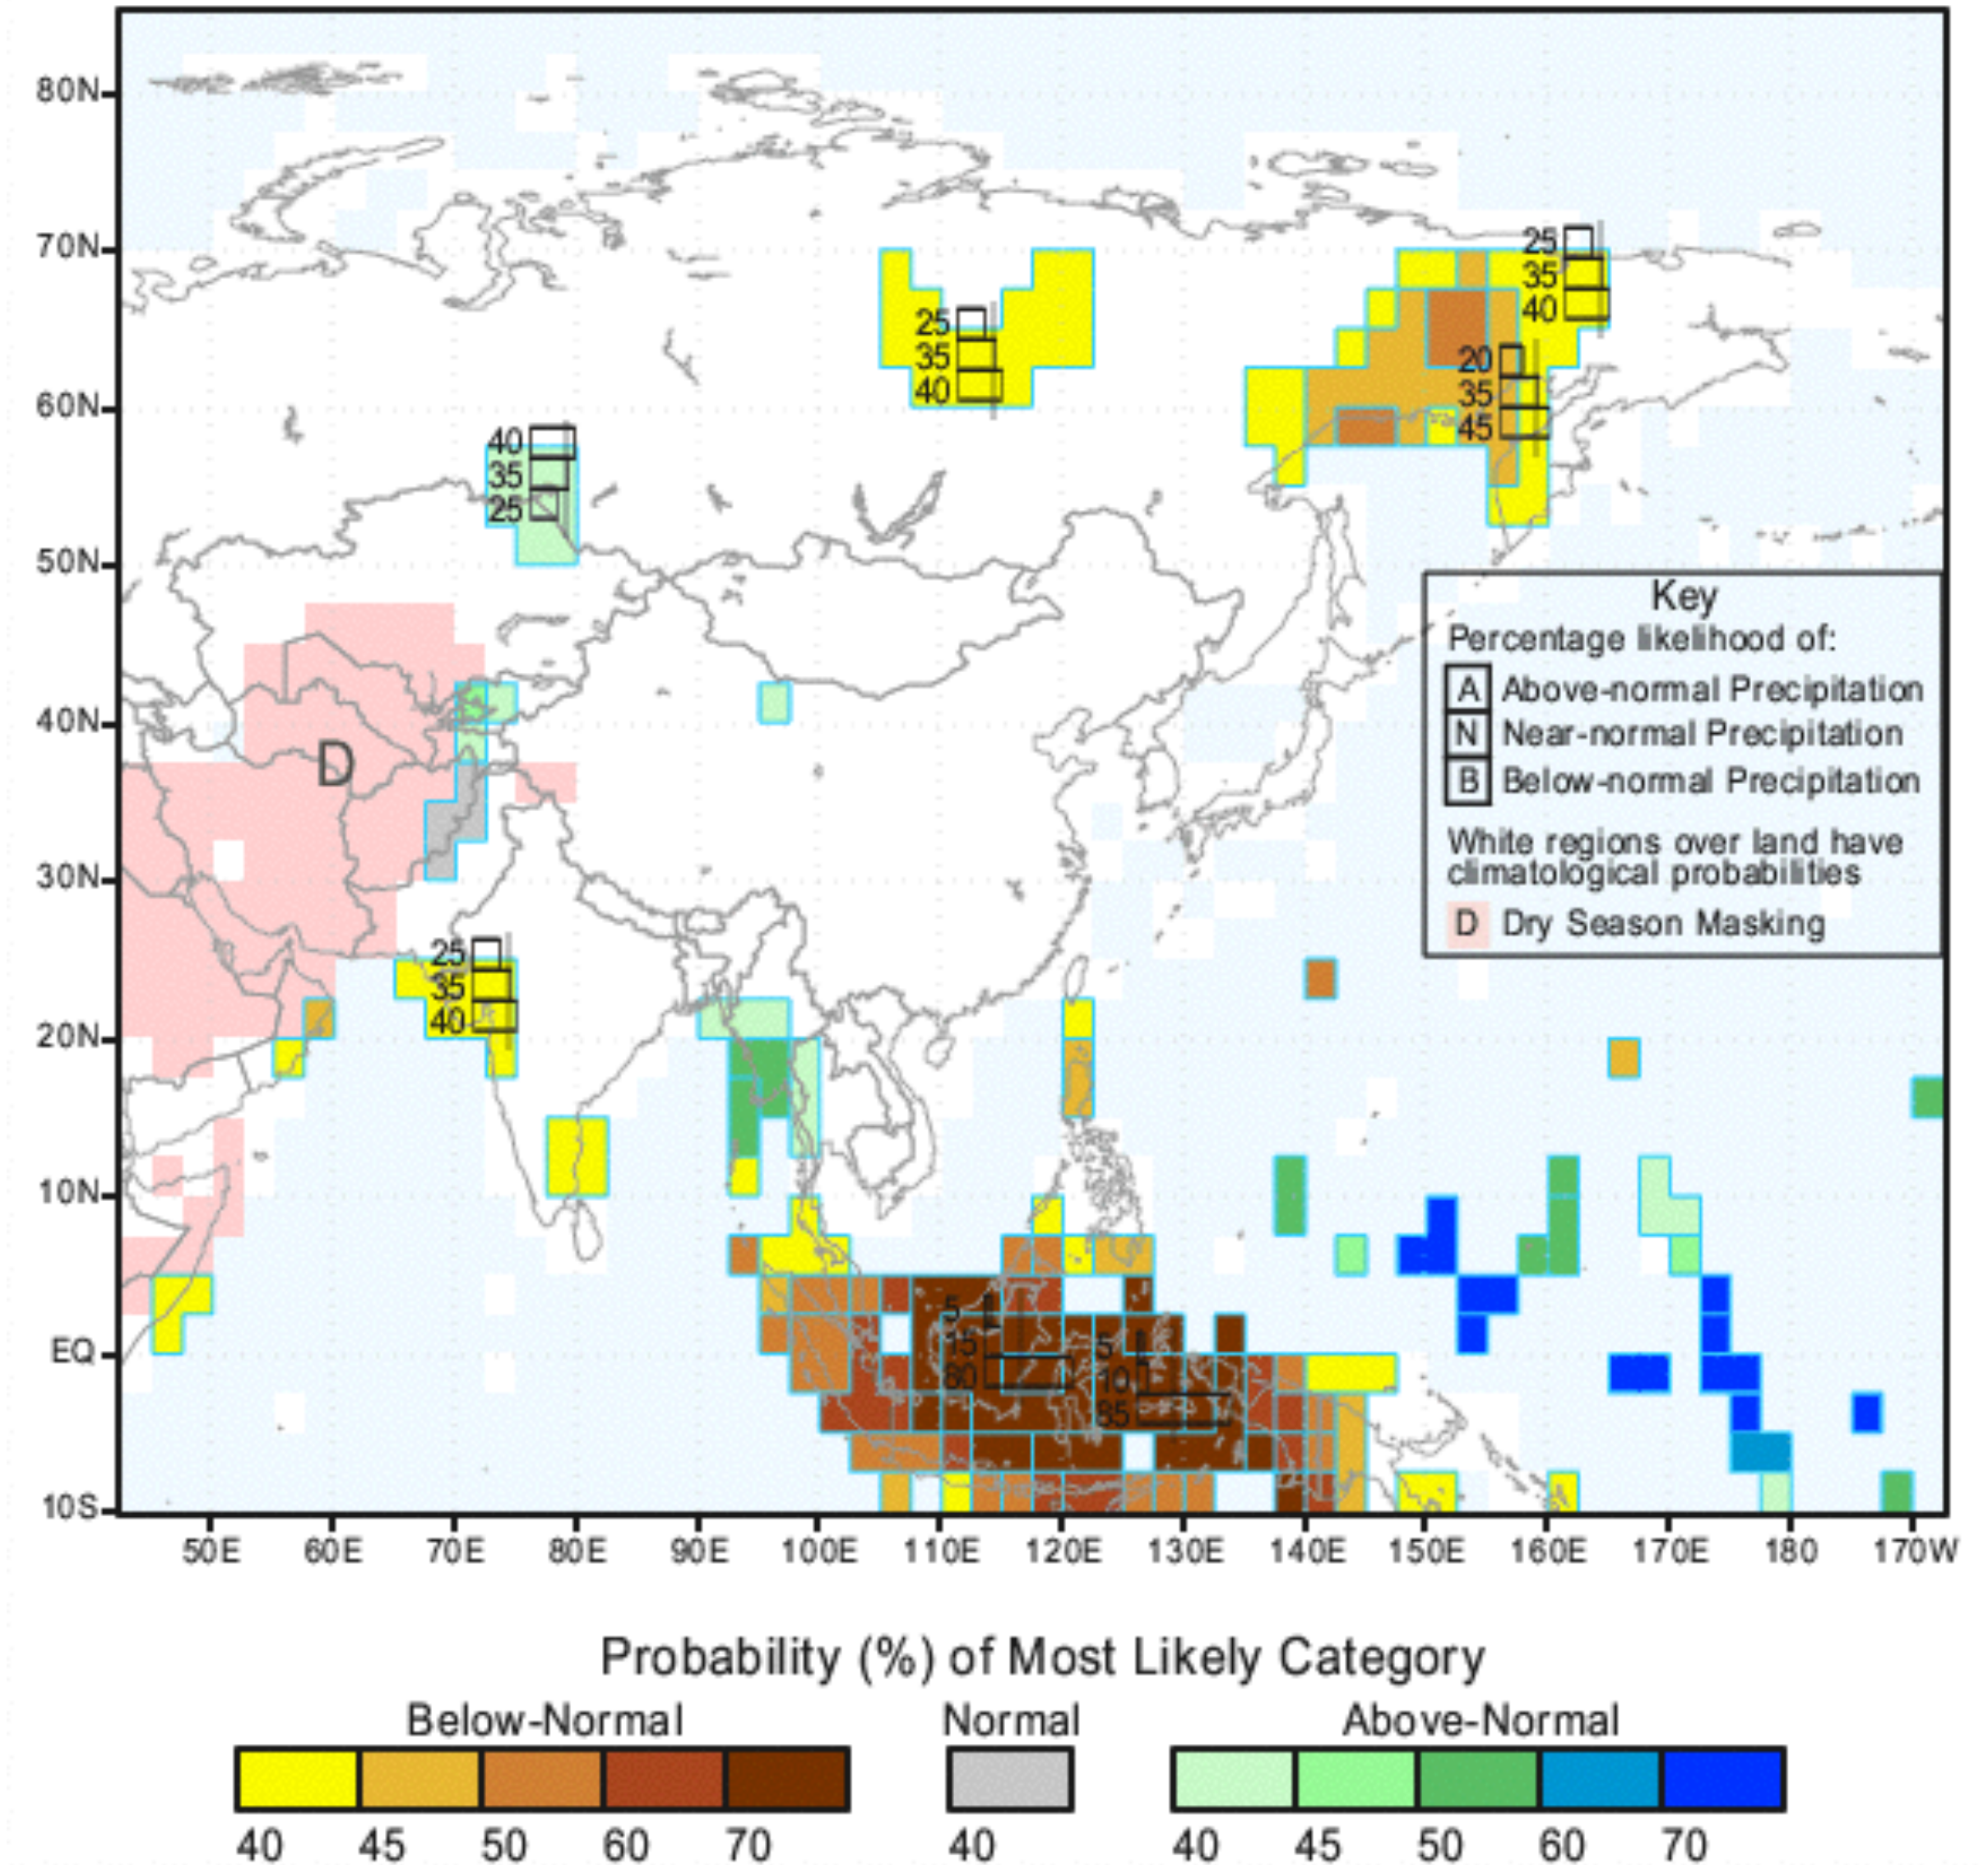 80N
70N
60N
50N
40N
30N
20N
10N
EQ
10S
25
35
40
25
35
40
20
35
45
40
35
25
D
25
35
40
5
15
80
5
10
85
Key
Percentage likelihood of:
A Above-normal Precipitation
N Near-normal Precipitation
B Below-normal Precipitation
White regions over land have
climatological probabilities
D Dry Season Masking
50E 60E 70E 80E 90E 100E 110E 120E 130E 140E 150E 160E 170E 180 170W
Probability (%) of Most Likely Category
Below-Normal Normal Above-Normal
40 45 50 60 70 40 40 45 50 60 70